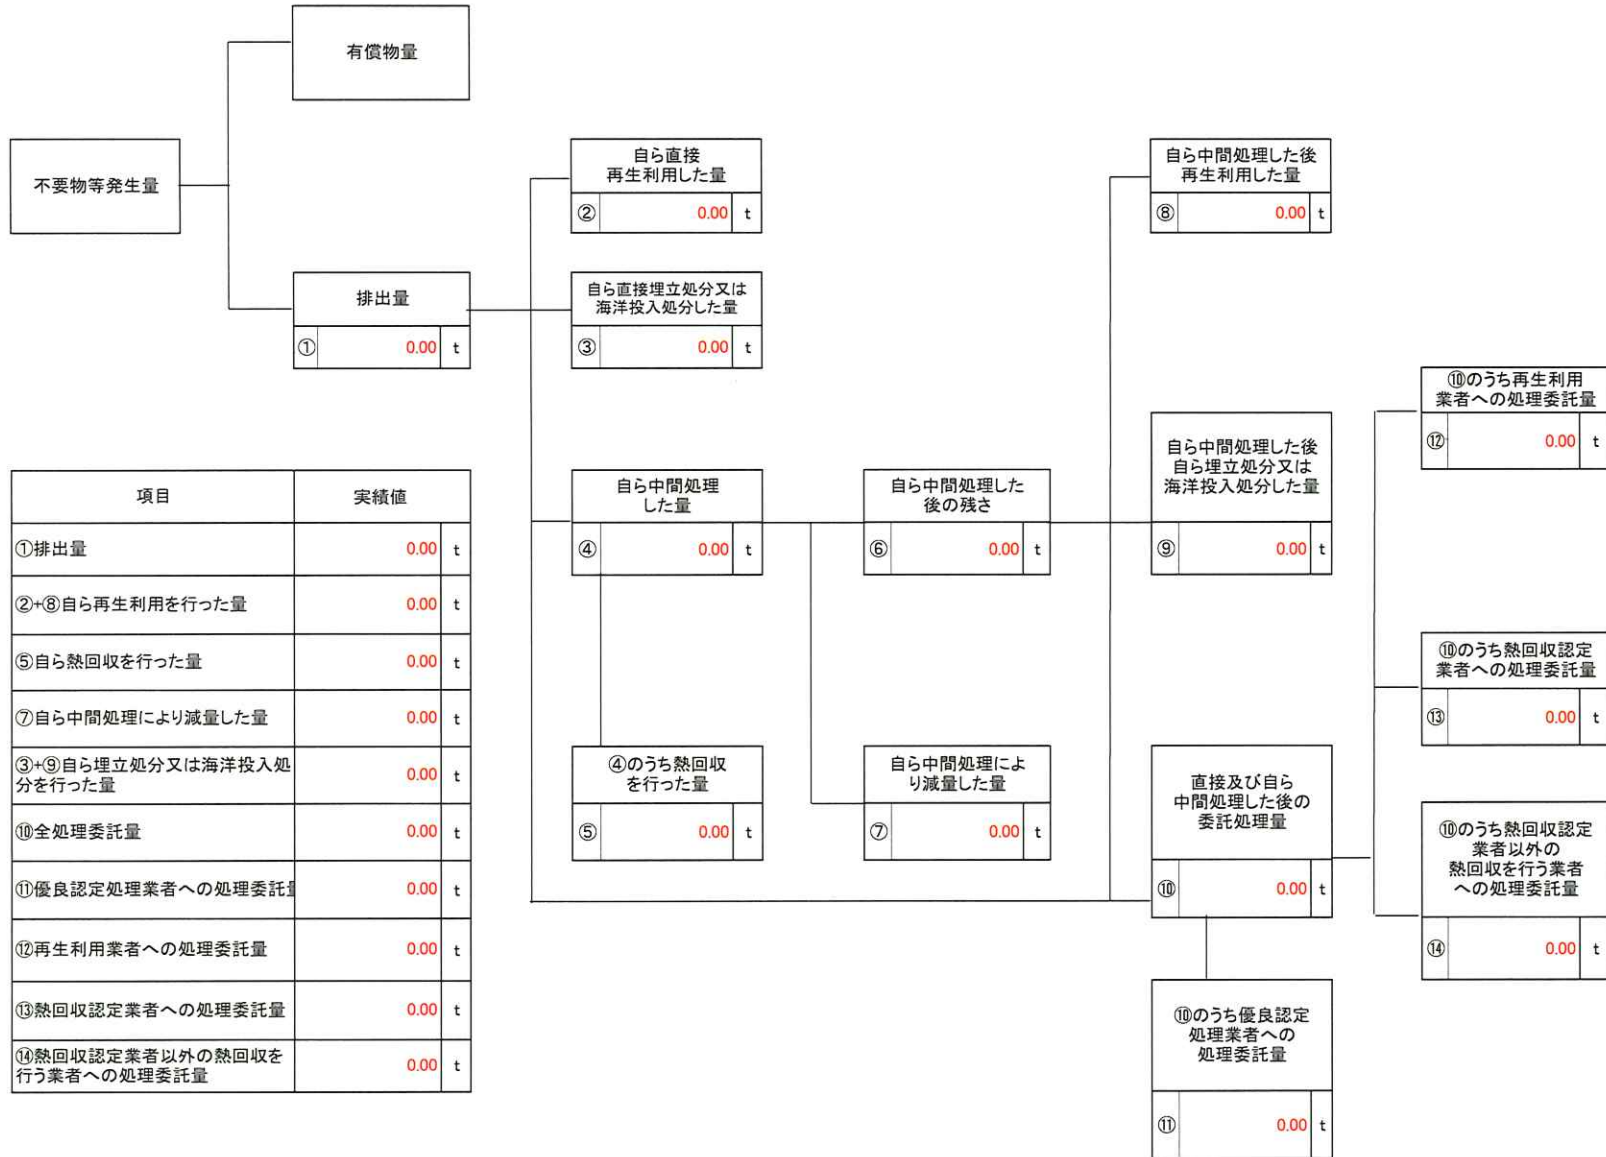 有償物量
不要物等発生量
排出量
① 0.00 t
自ら直接
再生利用した量
② 0.00 t
自ら直接埋立処分又は
海洋投入処分した量
③ 0.00 t
自ら中間処理した後
再生利用した量
⑧ 0.00 t
⑩のうち再生利用
業者への処理委託量
⑫ 0.00 t
自ら中間処理
した量
④ 0.00 t
自ら中間処理した
後の残さ
⑥ 0.00 t
自ら中間処理した後
自ら埋立処分又は
海洋投入処分した量
⑨ 0.00 t
⑩のうち熱回収認定
業者への処理委託量
⑬ 0.00 t
④のうち熱回収
を行った量
⑤ 0.00 t
自ら中間処理によ
り減量した量
⑦ 0.00 t
直接及び自ら
中間処理した後の
委託処理量
⑩ 0.00 t
⑩のうち熱回収認定
業者以外の
熱回収を行う業者
への処理委託量
⑭ 0.00 t
⑩のうち優良認定
処理業者への
処理委託量
⑪ 0.00 t
項目 実績値
①排出量 0.00 t
②+⑧自ら再生利用を行った量 0.00 t
⑤自ら熱回収を行った量 0.00 t
⑦自ら中間処理により減量した量 0.00 t
③+⑨自ら埋立処分又は海洋投入処
分を行った量 0.00 t
⑩全処理委託量 0.00 t
⑪優良認定処理業者への処理委託量 0.00 t
⑫再生利用業者への処理委託量 0.00 t
⑬熱回収認定業者への処理委託量 0.00 t
⑭熱回収認定業者以外の熱回収を
行う業者への処理委託量 0.00 t